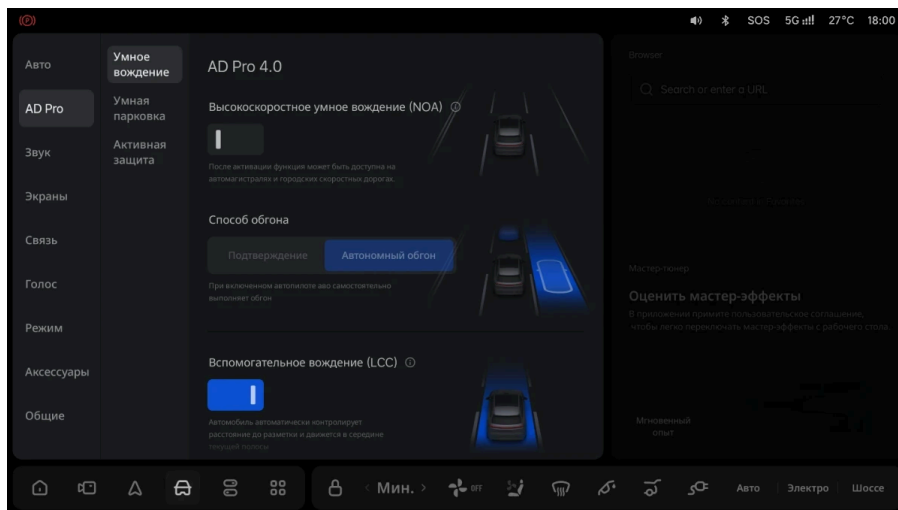 (P)
SOS
5G
27°C
18:00
Авто
AD Pro
Звук
Экраны
Связь
Голос
Режим
Аксессуары
Общие
Умное
вождение
Умная
парковка
Активная
защита
AD Pro 4.0
Высокоскоростное умное вождение (NOA)
После активации функция может быть доступна на
автомагистралях и городских скоростных дорогах.
Способ обгона
Подтверждение
Автономный обгон
При включенном автопилоте аво самостоятельно
выполняет обгон
Вспомогательное вождение (LCC)
Автомобиль автоматически контролирует
расстояние до разметки и движется в середине
текущей полосы
Browser
Search or enter a URL
Мастер-тюнер
Оценить мастер-эффекты
В приложении примите пользовательское соглашение,
чтобы легко переключать мастер-эффекты с рабочего стола.
Мгновенный
опыт
< Мин. >
OFF
Авто
Электро
Шоссе